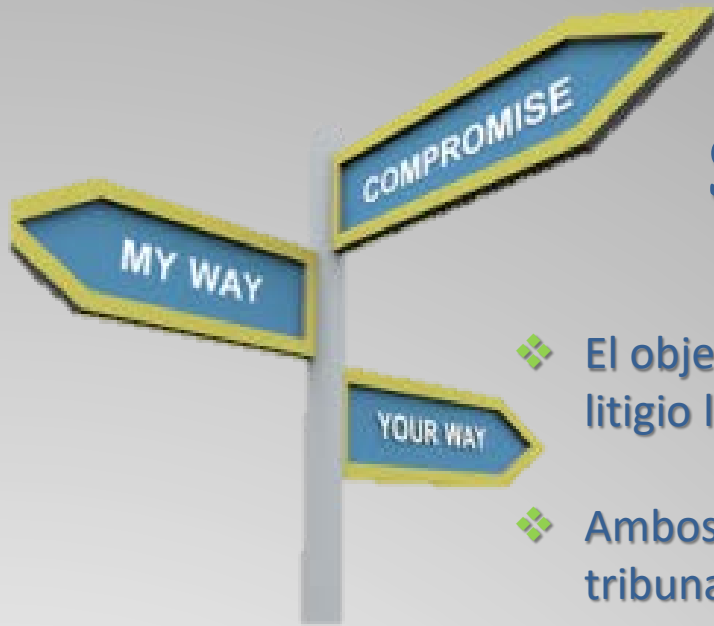 COMPROMISE
MY WAY
YOUR WAY
El obje
litigio l
Ambos
tribuna